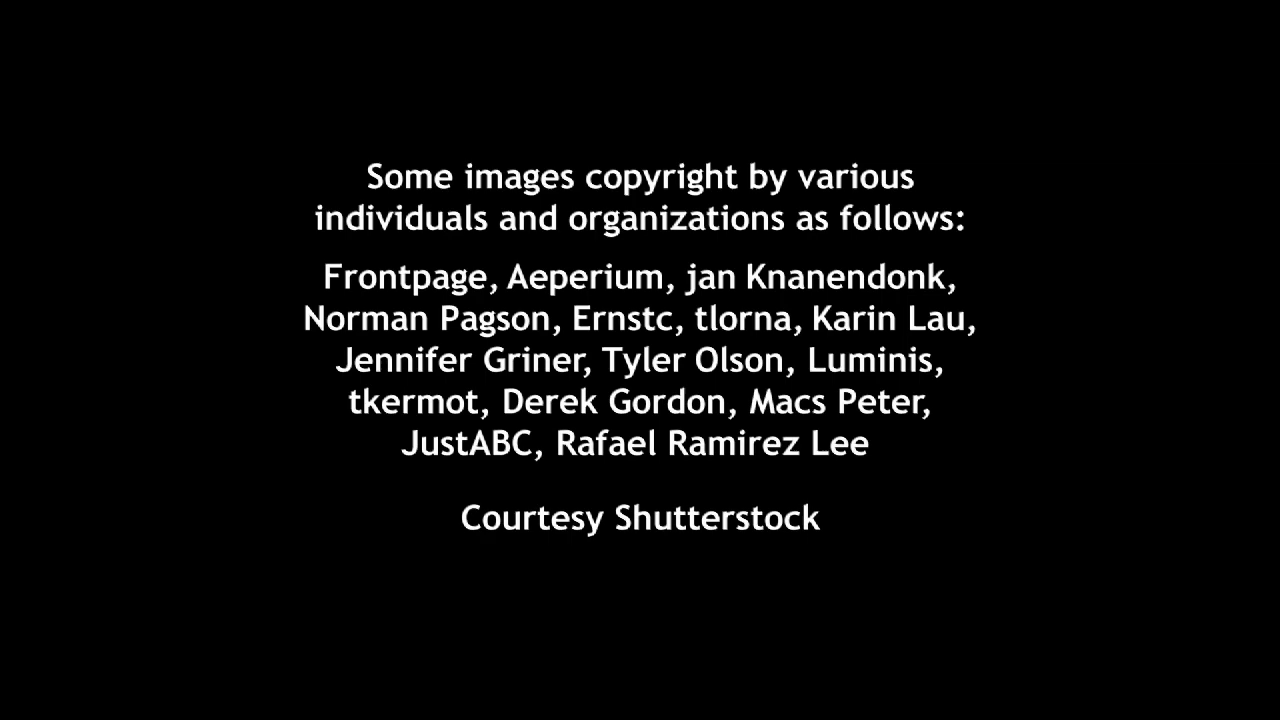 Some images copyright by various
individuals and organizations as follows:
Frontpage, Aeperium, jan Knanendonk,
Norman Pagson, Ernstc, tlorna, Karin Lau,
Jennifer Griner, Tyler Olson, Luminis,
tkermot, Derek Gordon, Macs Peter,
JustABC, Rafael Ramirez Lee
Courtesy Shutterstock